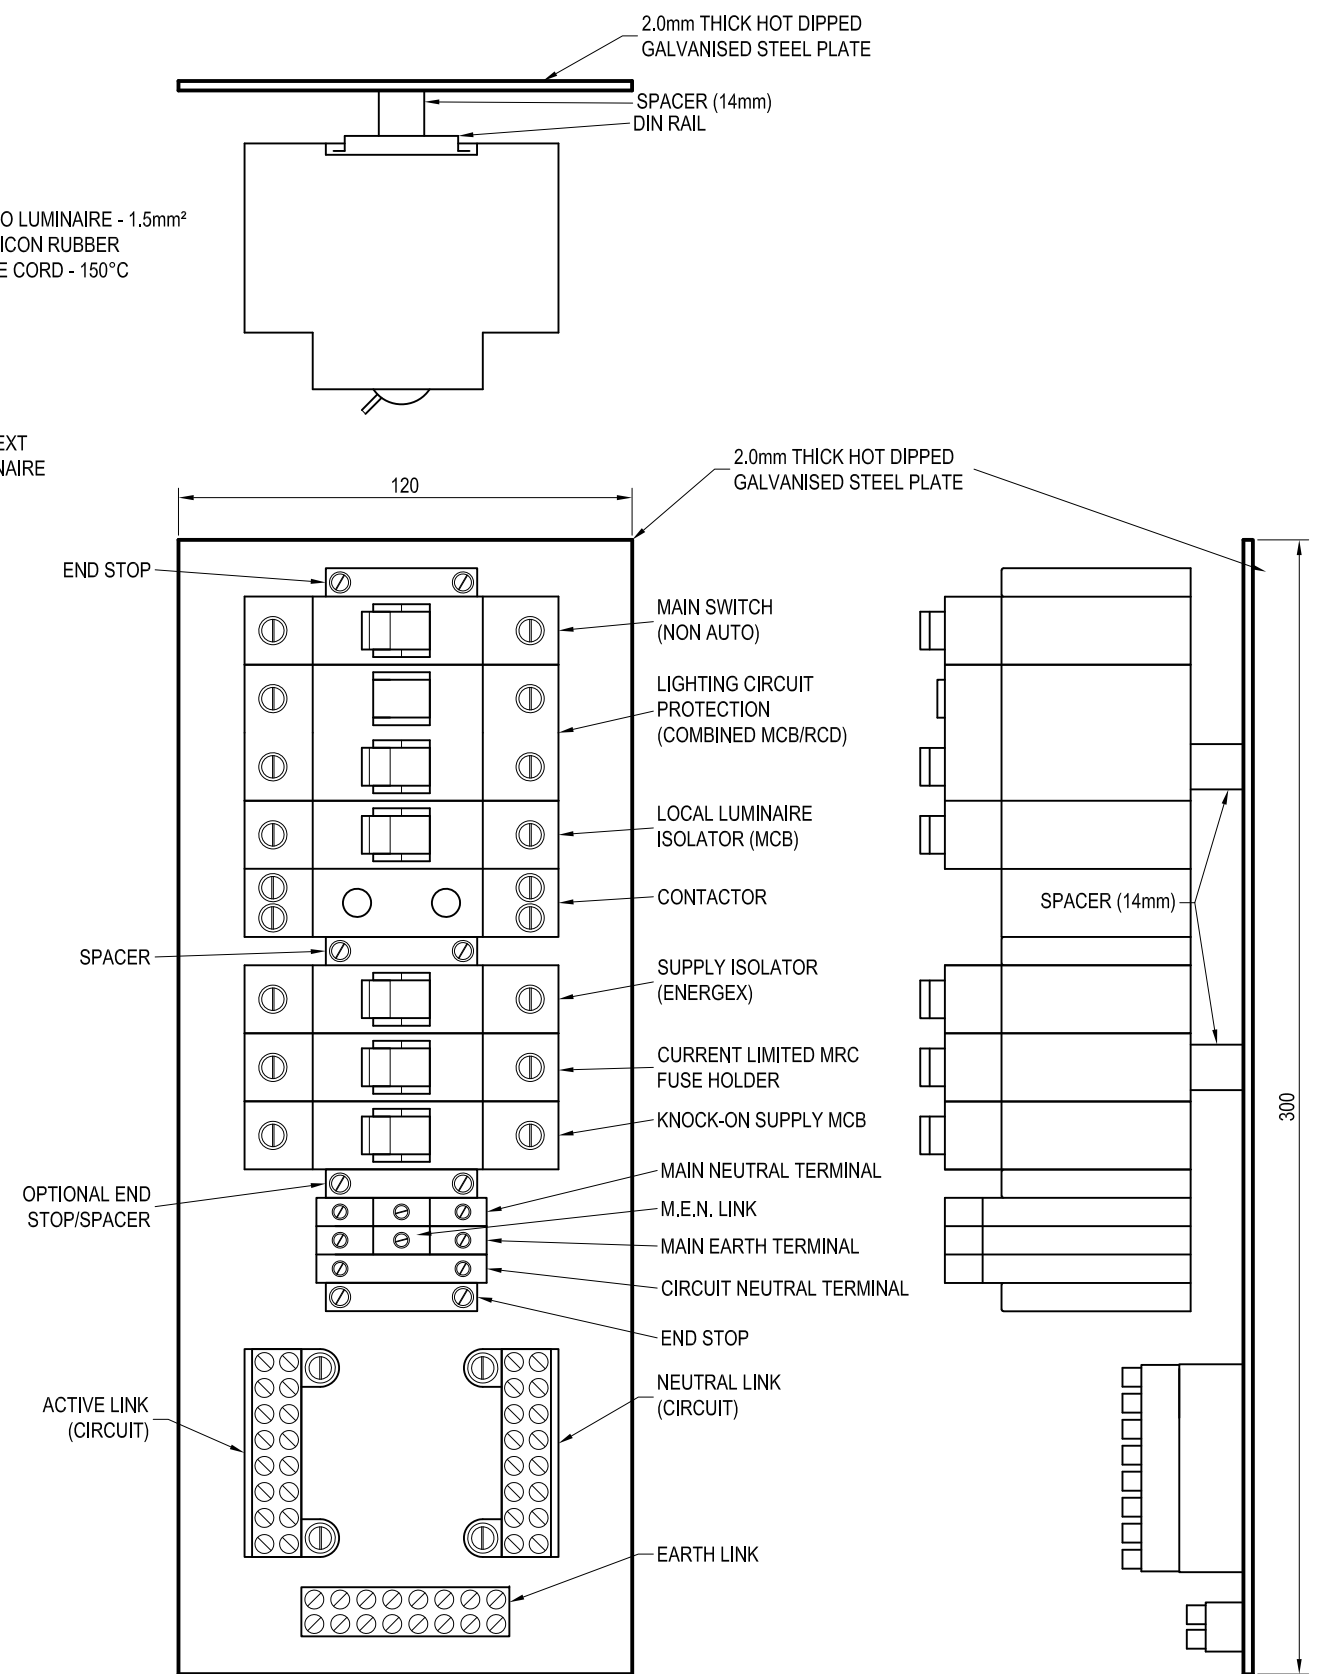 2.0mm THICK HOT DIPPED
GALVANISED STEEL PLATE
SPACER (14mm)
DIN RAIL
O LUMINAIRE - 1.5mm²
ICON RUBBER
E CORD - 150°C
EXT
NAIRE
2.0mm THICK HOT DIPPED
GALVANISED STEEL PLATE
120
END STOP
MAIN SWITCH
(NON AUTO)
LIGHTING CIRCUIT
PROTECTION
(COMBINED MCB/RCD)
LOCAL LUMINAIRE
ISOLATOR (MCB)
CONTACTOR
SPACER (14mm)
SPACER
SUPPLY ISOLATOR
(ENERGEX)
CURRENT LIMITED MRC
FUSE HOLDER
300
KNOCK-ON SUPPLY MCB
MAIN NEUTRAL TERMINAL
OPTIONAL END
STOP/SPACER
M.E.N. LINK
MAIN EARTH TERMINAL
CIRCUIT NEUTRAL TERMINAL
END STOP
ACTIVE LINK
(CIRCUIT)
NEUTRAL LINK
(CIRCUIT)
EARTH LINK